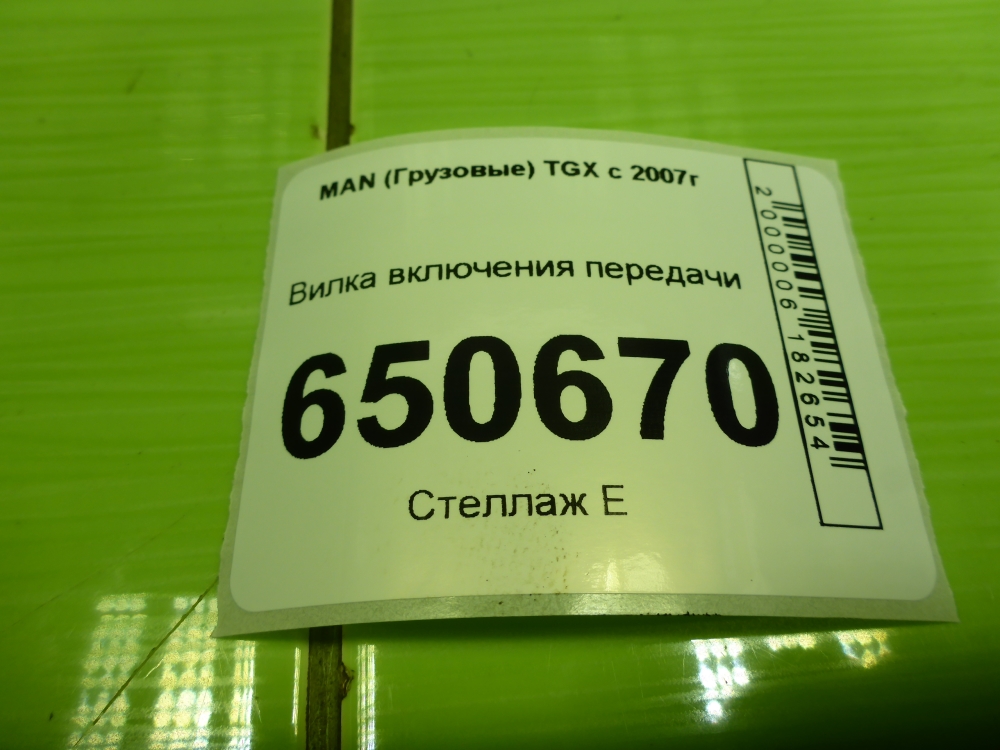 MAN (Грузовые) TGX с 2007г
Вилка включения передачи
650670
Стеллаж Е
2000006182654